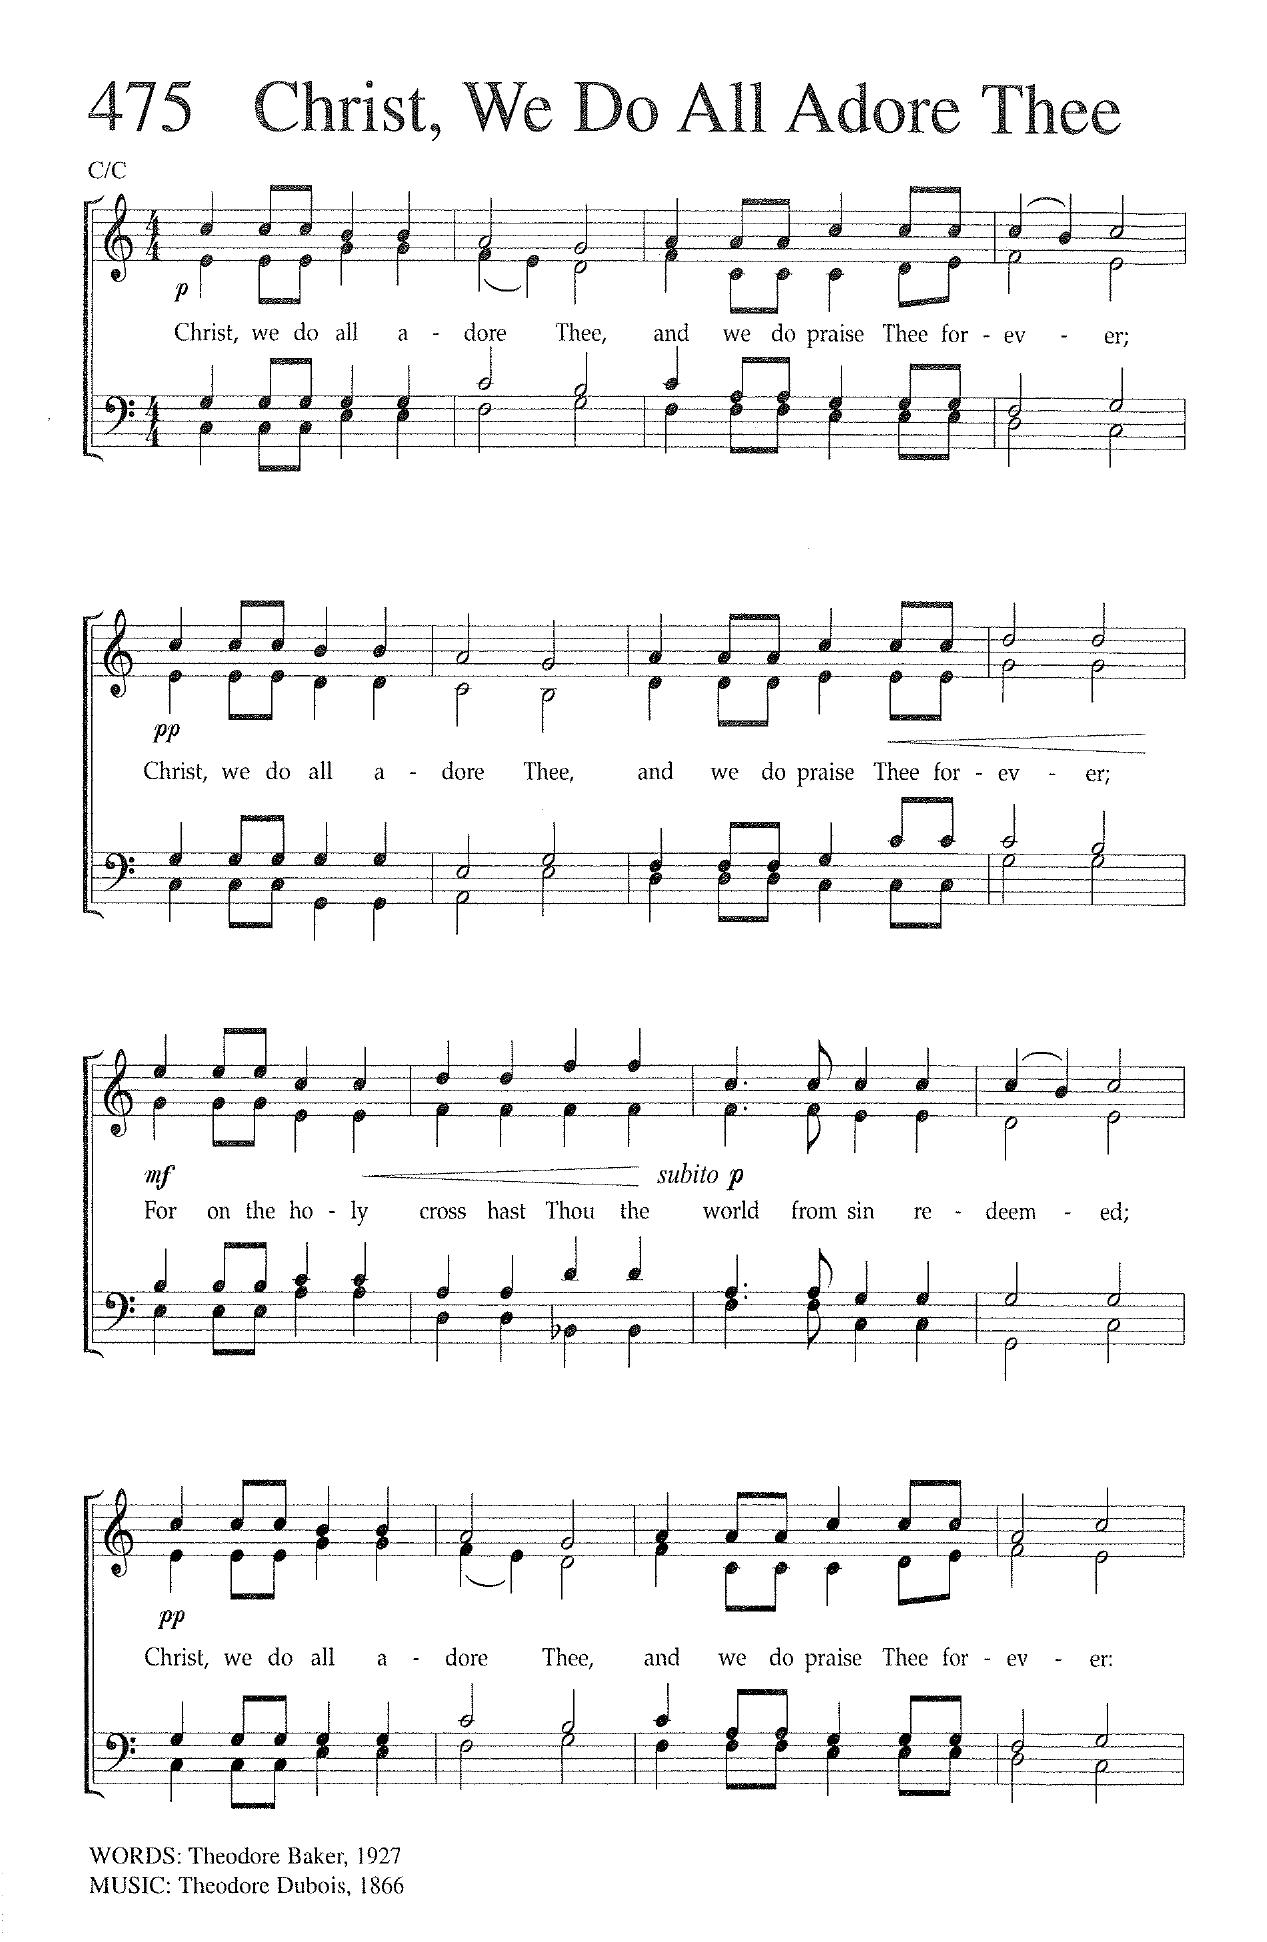 475 Christ, We Do All Adore Thee
C/C
p
Christ, we do all a - dore Thee, and we do praise Thee for - ev - er;
pp
Christ, we do all a - dore Thee, and we do praise Thee for - ev - er;
mf subito p
For on the ho - ly cross hast Thou the world from sin re - deem - ed;
pp
Christ, we do all a - dore Thee, and we do praise Thee for - ev - er:
WORDS: Theodore Baker, 1927
MUSIC: Theodore Dubois, 1866